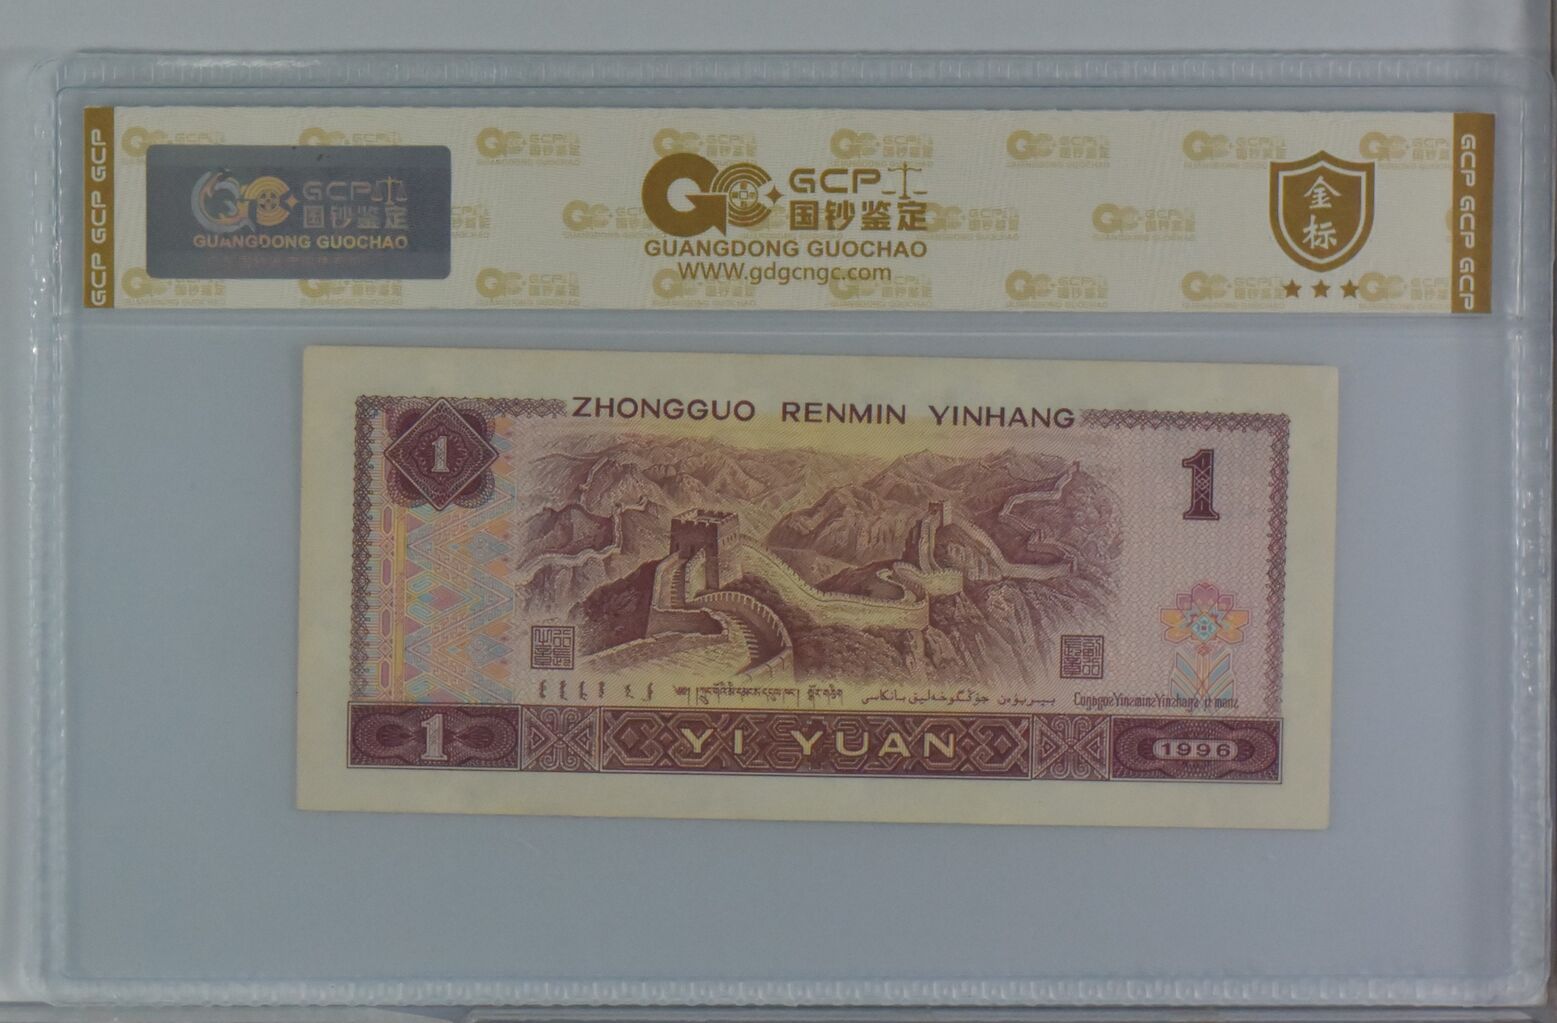 GCP GCP GCP
GCP
国钞鉴定
GUANGDONG GUOCHAO
GCP
国钞鉴定
GUANGDONG GUOCHAO
WWW.gdgcngc.com
金标
GCP GCP GCP
ZHONGGUO RENMIN YINHANG
1
1
1
YI YUAN
1996